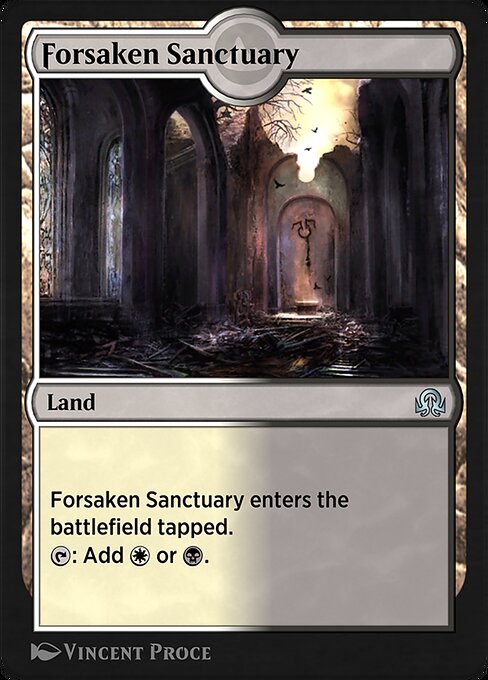 Forsaken Sanctuary
Land
Forsaken Sanctuary enters the
battlefield tapped.
: Add or .
VINCENT PROCE